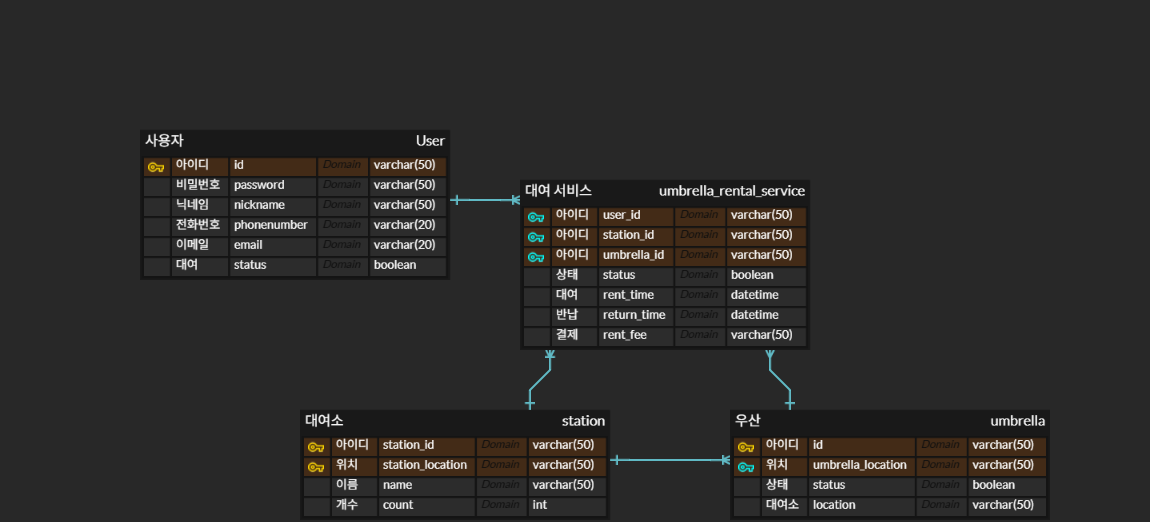 사용자 User
아이디 id Domain varchar(50)
비밀번호 password Domain varchar(50)
닉네임 nickname Domain varchar(50)
전화번호 phonenumber Domain varchar(20)
이메일 email Domain varchar(20)
대여 status Domain boolean
대여 서비스 umbrella_rental_service
아이디 user_id Domain varchar(50)
아이디 station_id Domain varchar(50)
아이디 umbrella_id Domain varchar(50)
상태 status Domain boolean
대여 rent_time Domain datetime
반납 return_time Domain datetime
결제 rent_fee Domain varchar(50)
대여소 station
아이디 station_id Domain varchar(50)
위치 station_location Domain varchar(50)
이름 name Domain varchar(50)
개수 count Domain int
우산 umbrella
아이디 id Domain varchar(50)
위치 umbrella_location Domain varchar(50)
상태 status Domain boolean
대여소 location Domain varchar(50)